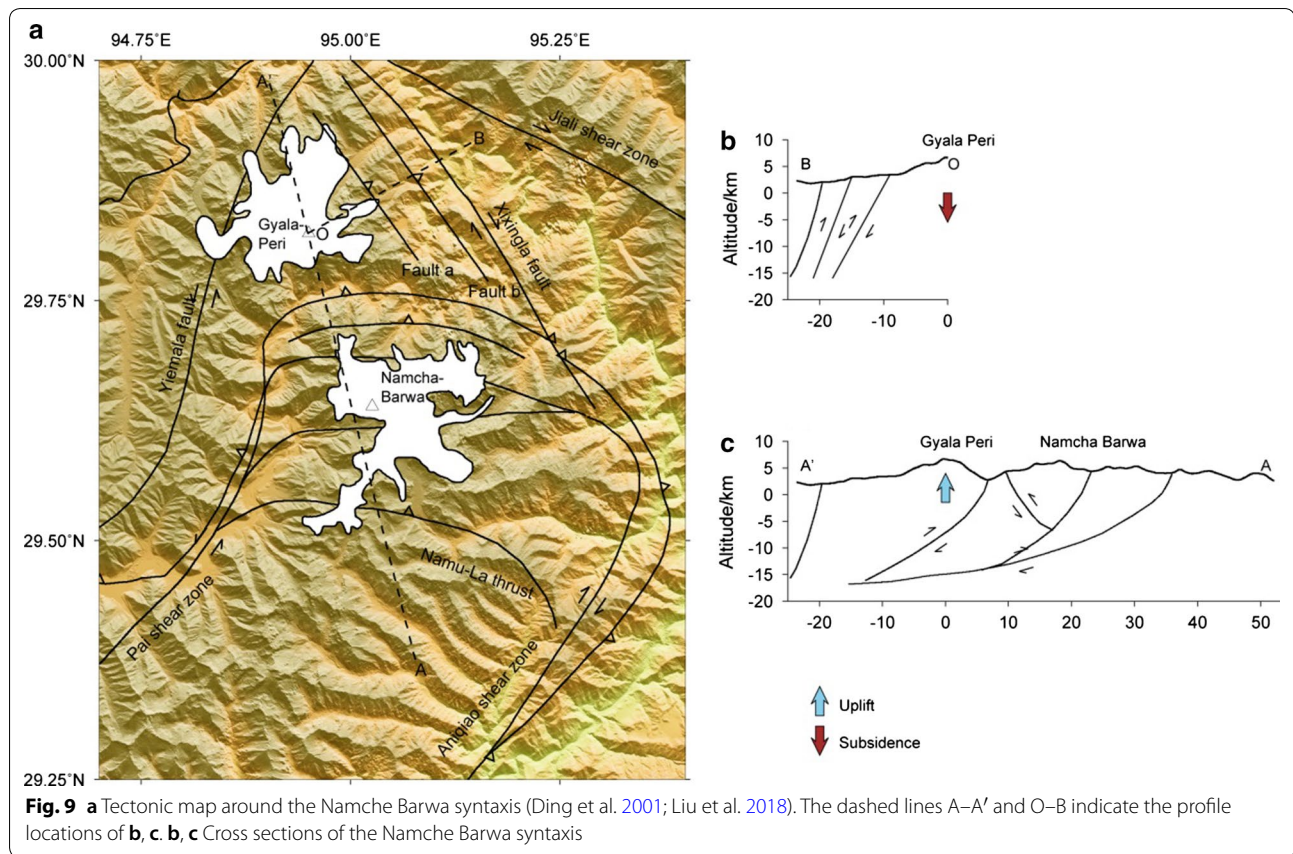 a
94.75°E 95.00°E 95.25°E
30.00°N
29.75°N
29.50°N
29.25°N
A'
B
Jiali shear zone
Gyala-
Peri
O
Xixingla fault
Fault a
Fault b
Yiemala fault
Namcha-
Barwa
Namu-La thrust
Pai shear zone
A
Aniqiao shear zone
b
Gyala Peri
B
O
Altitude/km
10
5
0
-5
-10
-15
-20
-20 -10 0
c
Gyala Peri Namcha Barwa
A' A
Altitude/km
10
5
0
-5
-10
-15
-20
-20 -10 0 10 20 30 40 50
Uplift
Subsidence
Fig. 9 a Tectonic map around the Namche Barwa syntaxis (Ding et al. 2001; Liu et al. 2018). The dashed lines A–A′ and O–B indicate the profile
locations of b, c. b, c Cross sections of the Namche Barwa syntaxis